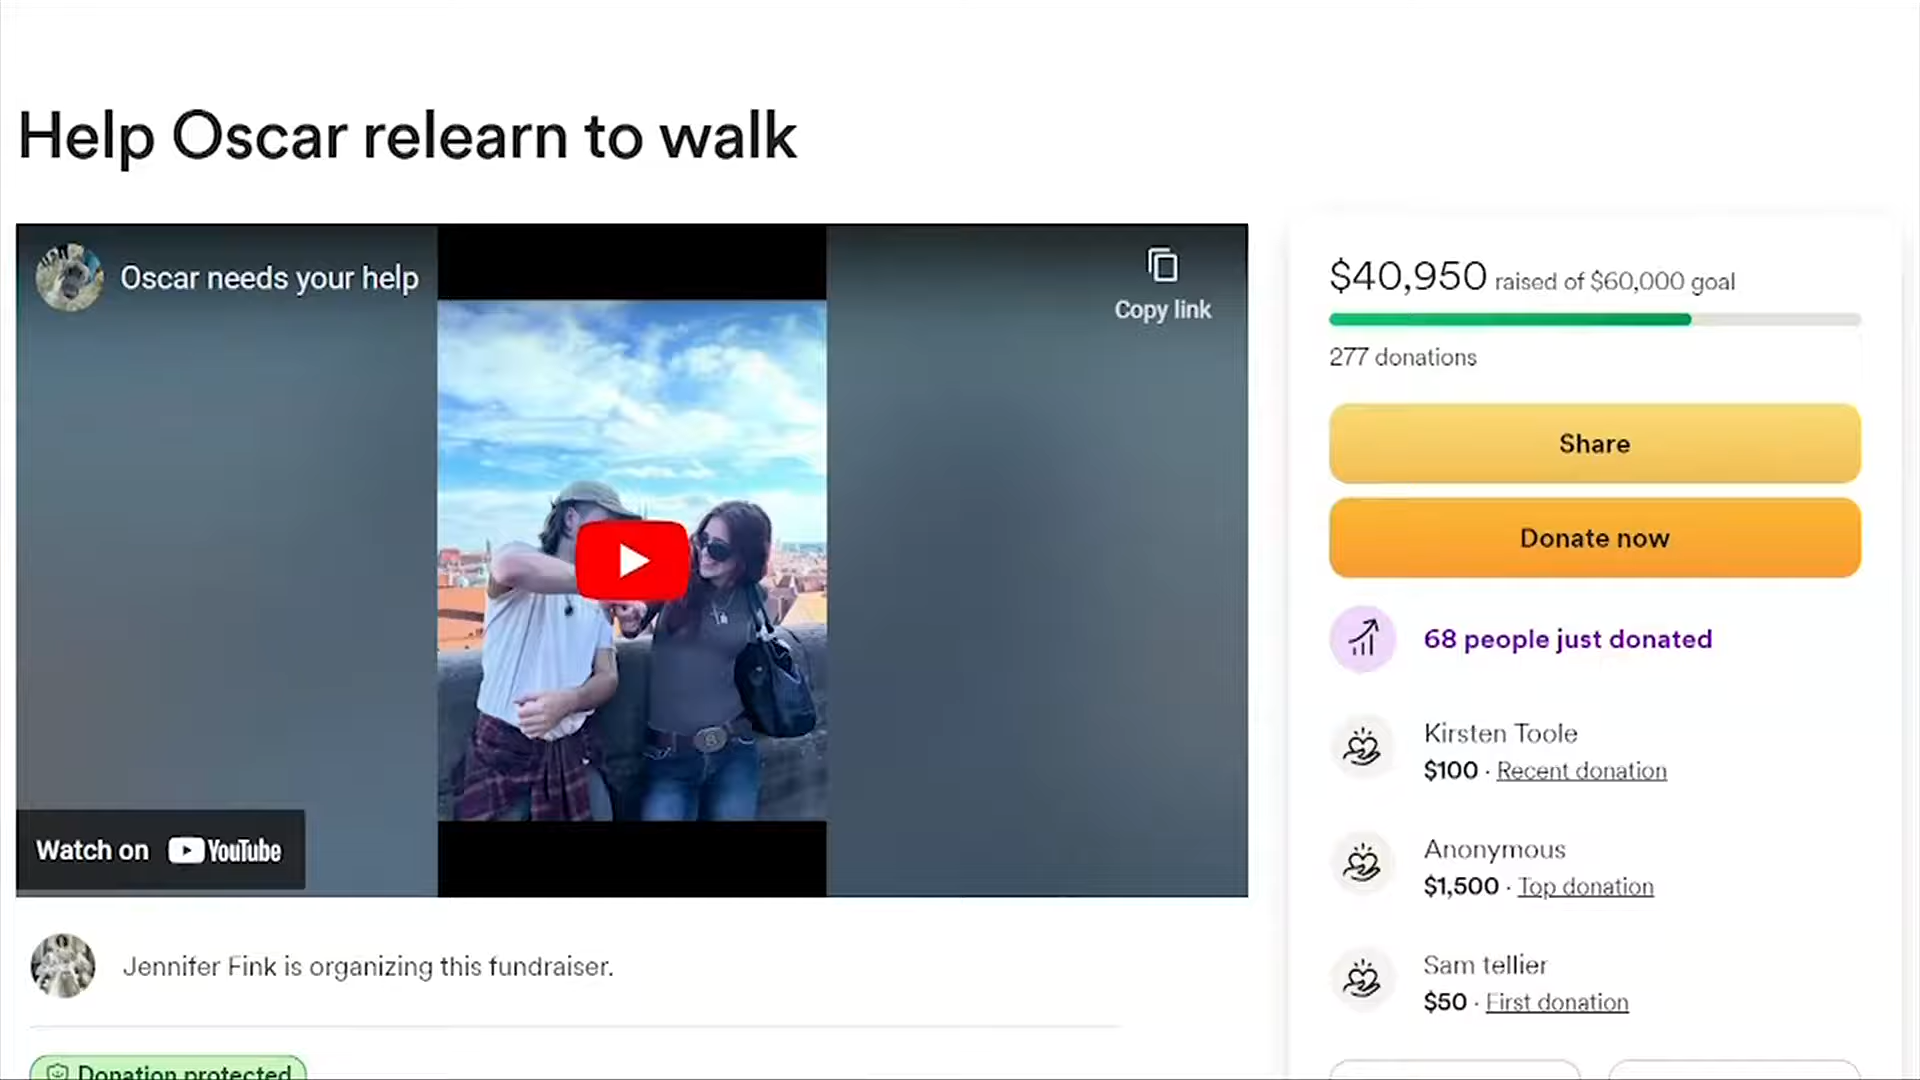 Help Oscar relearn to walk
Oscar needs your help
Copy link
Watch on YouTube
Jennifer Fink is organizing this fundraiser.
Donation protected
$40,950 raised of $60,000 goal
277 donations
Share
Donate now
68 people just donated
Kirsten Toole
$100 · Recent donation
Anonymous
$1,500 · Top donation
Sam tellier
$50 · First donation